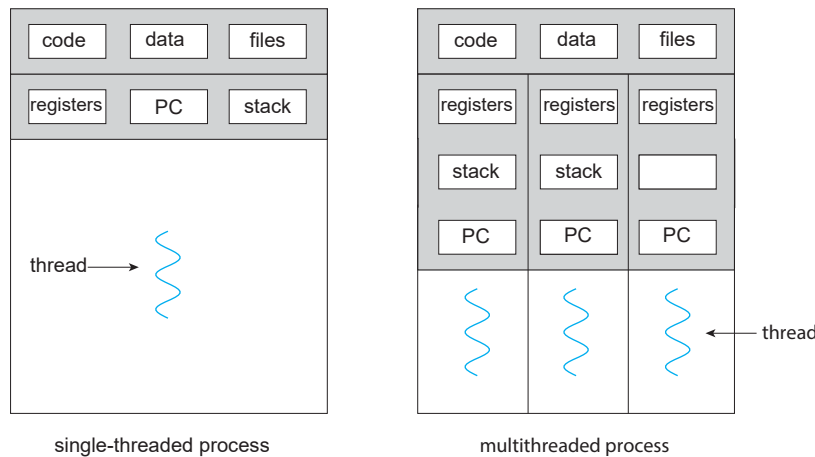 code data files
registers PC stack
thread
single-threaded process
code data files
registers registers registers
stack stack
PC PC PC
thread
multithreaded process